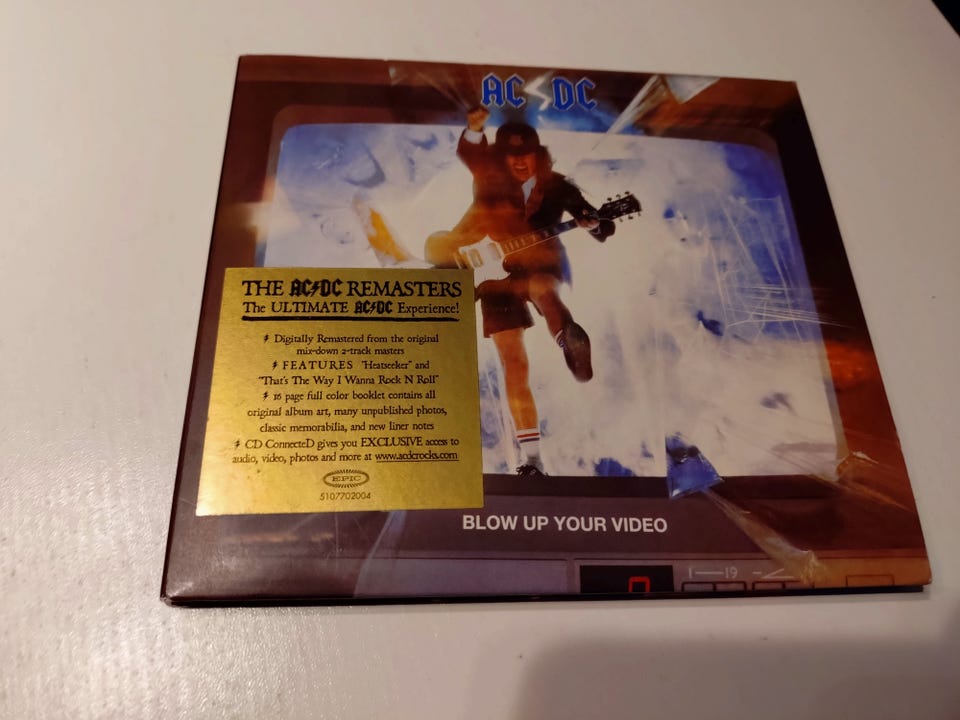 AC DC
THE AC DC REMASTERS
The ULTIMATE AC DC Experience!
Digitally Remastered from the original
mix-down 2-track masters
FEATURES "Heatseeker" and
"That's The Way I Wanna Rock N Roll"
16 page full color booklet contains all
original album art, many unpublished photos,
classic memorabilia, and new liner notes
CD ConnecteD gives you EXCLUSIVE access to
audio, video, photos and more at www.acdcrocks.com
EPIC
5107702004
BLOW UP YOUR VIDEO
19